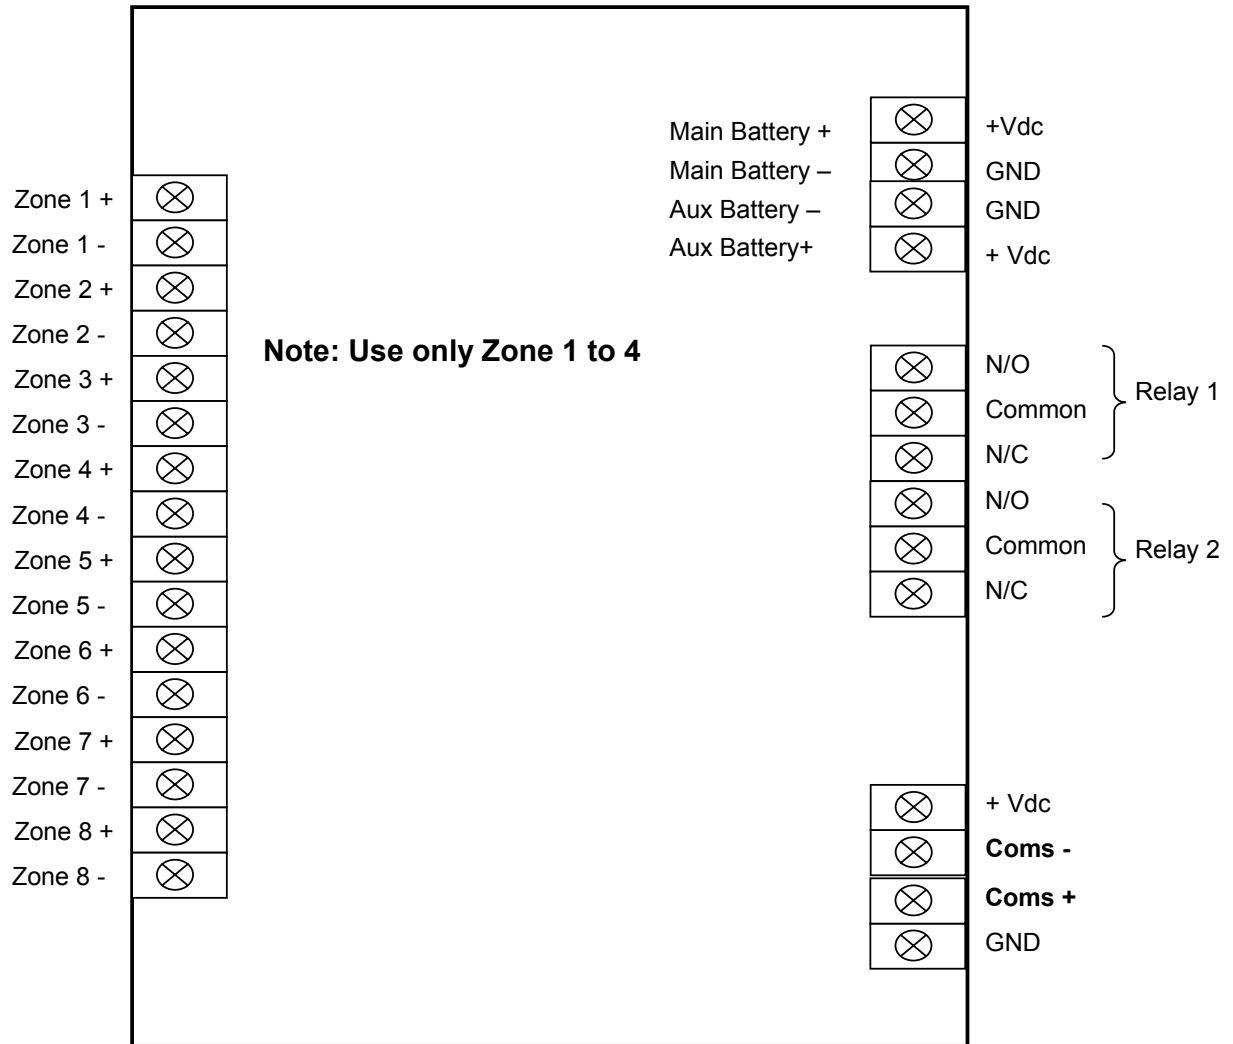 Zone 1 +
Zone 1 -
Zone 2 +
Zone 2 -
Zone 3 +
Zone 3 -
Zone 4 +
Zone 4 -
Zone 5 +
Zone 5 -
Zone 6 +
Zone 6 -
Zone 7 +
Zone 7 -
Zone 8 +
Zone 8 -
Note: Use only Zone 1 to 4
Main Battery + +Vdc
Main Battery – GND
Aux Battery – GND
Aux Battery+ + Vdc
N/O
Common
N/C
Relay 1
N/O
Common
N/C
Relay 2
+ Vdc
Coms -
Coms +
GND